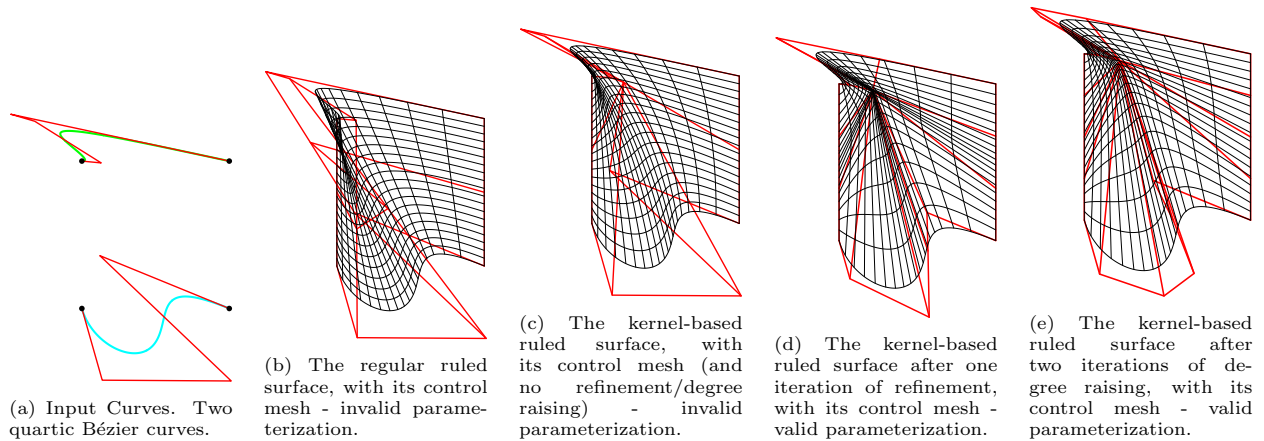 (a) Input Curves. Two
quartic Bézier curves.
(b) The regular ruled
surface, with its control
mesh - invalid parame-
terization.
(c) The kernel-based
ruled surface, with
its control mesh (and
no refinement/degree
raising) - invalid
parameterization.
(d) The kernel-based
ruled surface after one
iteration of refinement,
with its control mesh -
valid parameterization.
(e) The kernel-based
ruled surface after
two iterations of de-
gree raising, with its
control mesh - valid
parameterization.